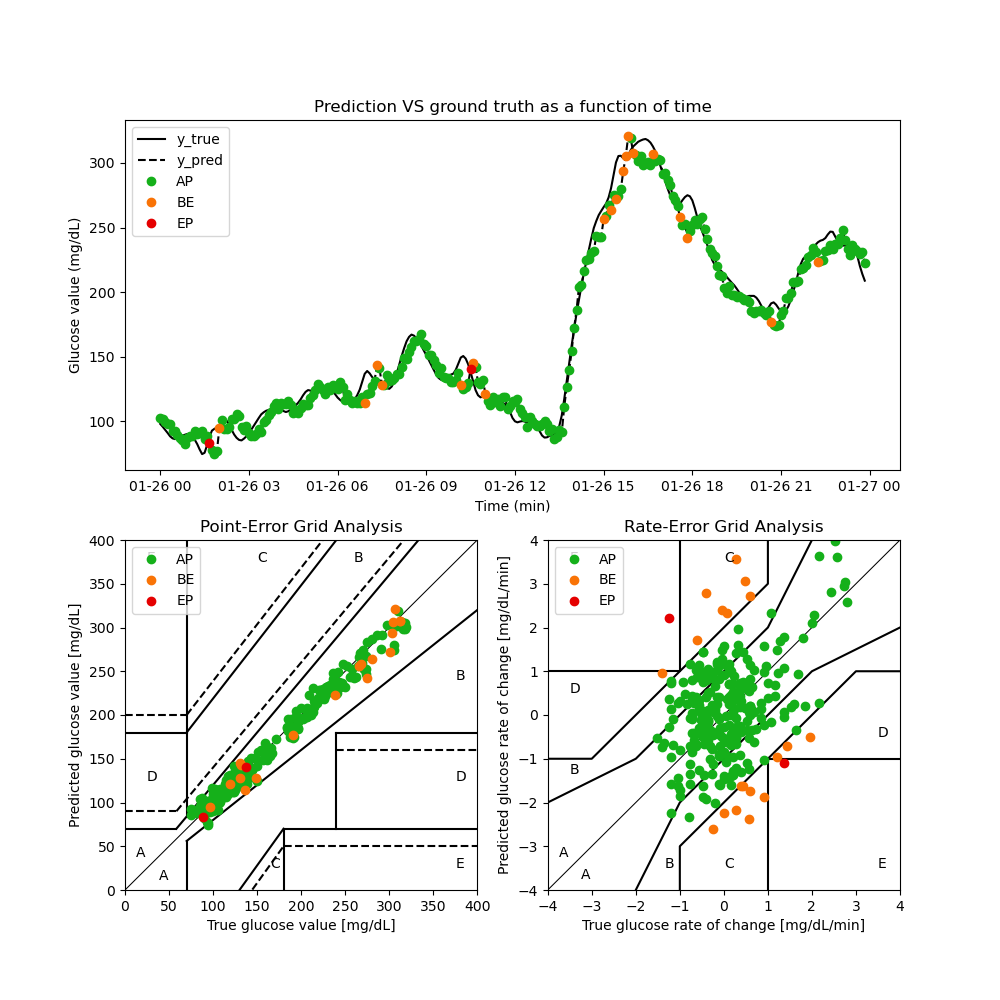 Prediction VS ground truth as a function of time
y_true
y_pred
AP
BE
EP
Glucose value (mg/dL)
300
250
200
150
100
01-26 00 01-26 03 01-26 06 01-26 09 01-26 12 01-26 15 01-26 18 01-26 21 01-27 00
Time (min)
Point-Error Grid Analysis
AP
BE
EP
C B
B
D D
A
A
C E
Predicted glucose value [mg/dL]
400
350
300
250
200
150
100
50
0
0 50 100 150 200 250 300 350 400
True glucose value [mg/dL]
Rate-Error Grid Analysis
AP
BE
EP
C
D
D
B
A
A
B C E
Predicted glucose rate of change [mg/dL/min]
4
3
2
1
0
−1
−2
−3
−4
−4 −3 −2 −1 0 1 2 3 4
True glucose rate of change [mg/dL/min]